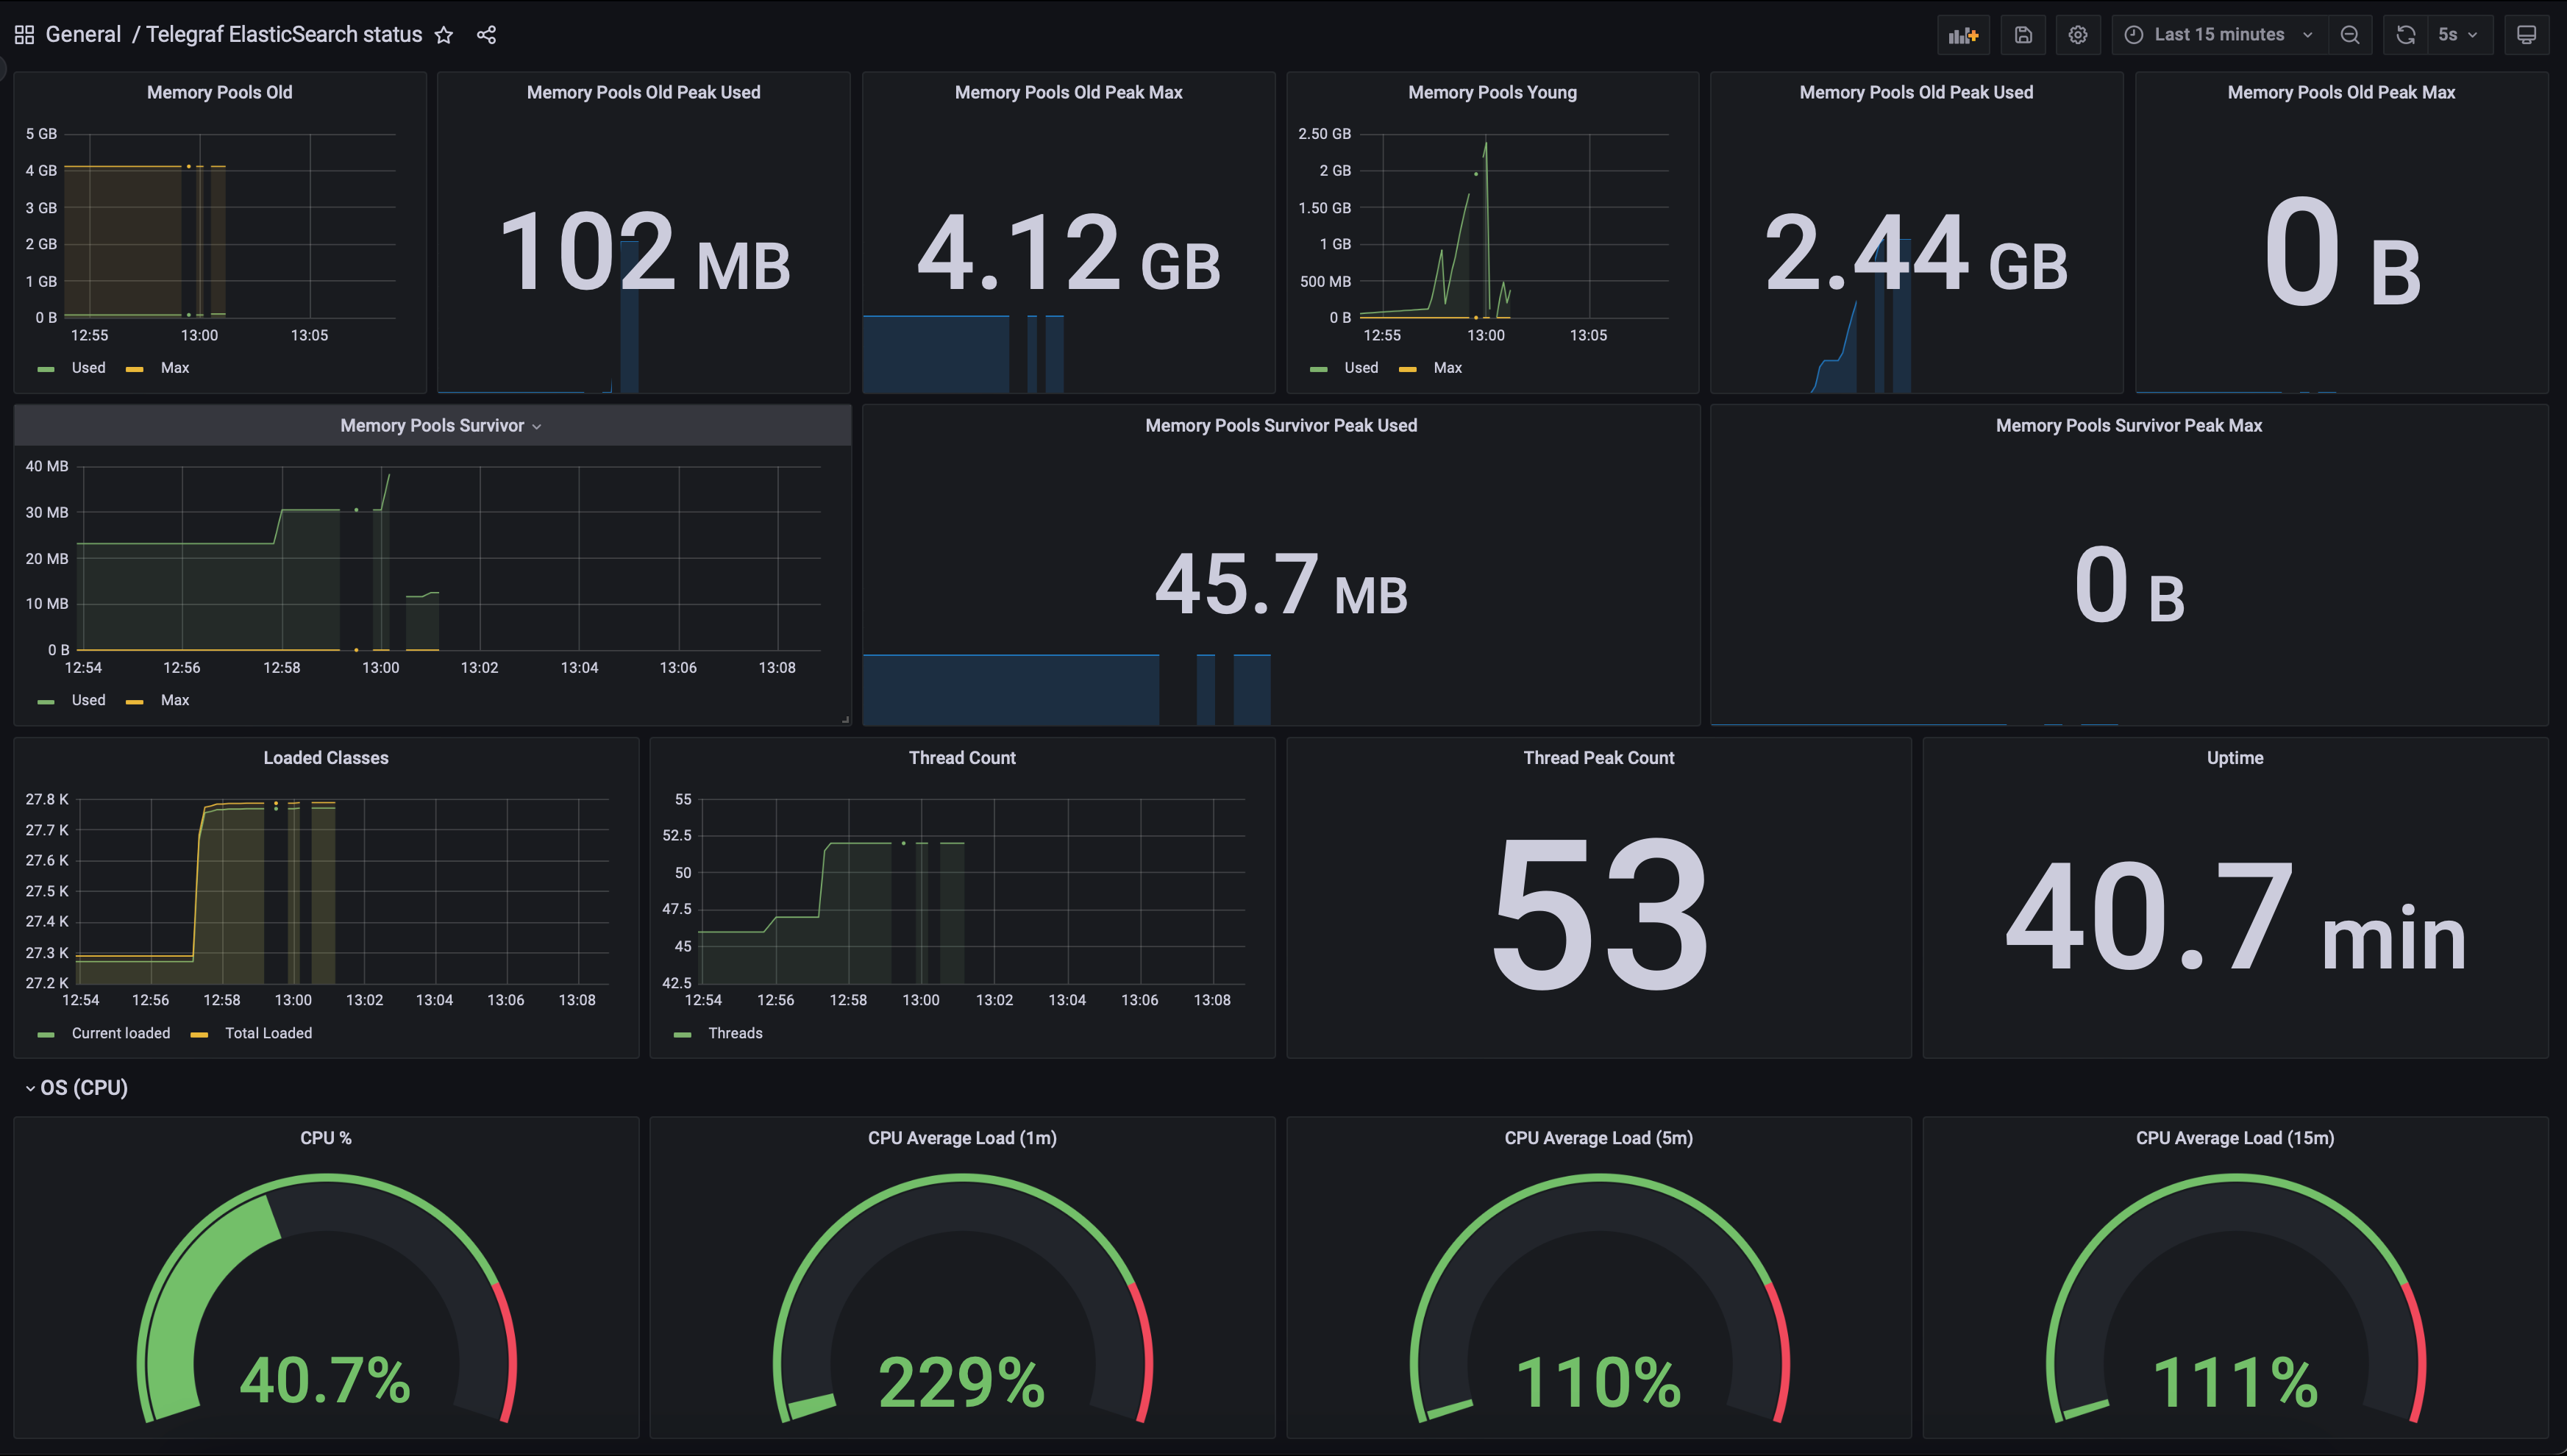 General / Telegraf ElasticSearch status
Last 15 minutes
5s
Memory Pools Old
5 GB
4 GB
3 GB
2 GB
1 GB
0 B
12:55 13:00 13:05
Used Max
Memory Pools Old Peak Used
102 MB
Memory Pools Old Peak Max
4.12 GB
Memory Pools Young
2.50 GB
2 GB
1.50 GB
1 GB
500 MB
0 B
12:55 13:00 13:05
Used Max
Memory Pools Old Peak Used
2.44 GB
Memory Pools Old Peak Max
0 B
Memory Pools Survivor
40 MB
30 MB
20 MB
10 MB
0 B
12:54 12:56 12:58 13:00 13:02 13:04 13:06 13:08
Used Max
Memory Pools Survivor Peak Used
45.7 MB
Memory Pools Survivor Peak Max
0 B
Loaded Classes
27.8 K
27.7 K
27.6 K
27.5 K
27.4 K
27.3 K
27.2 K
12:54 12:56 12:58 13:00 13:02 13:04 13:06 13:08
Current loaded Total Loaded
Thread Count
55
52.5
50
47.5
45
42.5
12:54 12:56 12:58 13:00 13:02 13:04 13:06 13:08
Threads
Thread Peak Count
53
Uptime
40.7 min
OS (CPU)
CPU %
40.7%
CPU Average Load (1m)
229%
CPU Average Load (5m)
110%
CPU Average Load (15m)
111%